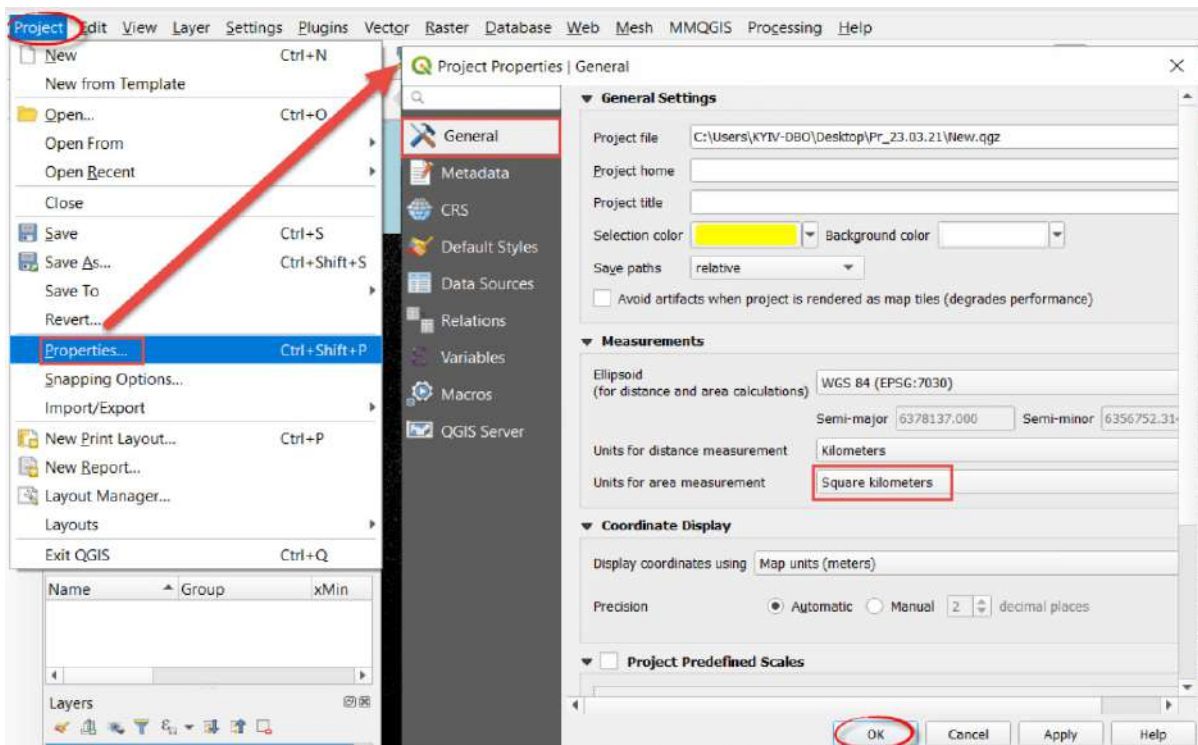 Project Edit View Layer Settings Plugins Vector Raster Database Web Mesh MMQGIS Processing Help
New Ctrl+N
New from Template
Open... Ctrl+O
Open From
Open Recent
Close
Save Ctrl+S
Save As... Ctrl+Shift+S
Save To
Revert...
Properties... Ctrl+Shift+P
Snapping Options...
Import/Export
New Print Layout... Ctrl+P
New Report...
Layout Manager...
Layouts
Exit QGIS Ctrl+Q
Name Group xMin
Layers
Project Properties | General
General
Metadata
CRS
Default Styles
Data Sources
Relations
Variables
Macros
QGIS Server
General Settings
Project file C:\Users\KYIV-DBO\Desktop\Pr_23.03.21\New.qgz
Project home
Project title
Selection color Background color
Save paths relative
Avoid artifacts when project is rendered as map tiles (degrades performance)
Measurements
Ellipsoid
(for distance and area calculations) WGS 84 (EPSG:7030)
Semi-major 6378137.000 Semi-minor 6356752.314
Units for distance measurement Kilometers
Units for area measurement Square kilometers
Coordinate Display
Display coordinates using Map units (meters)
Precision Automatic Manual 2 decimal places
Project Predefined Scales
OK Cancel Apply Help